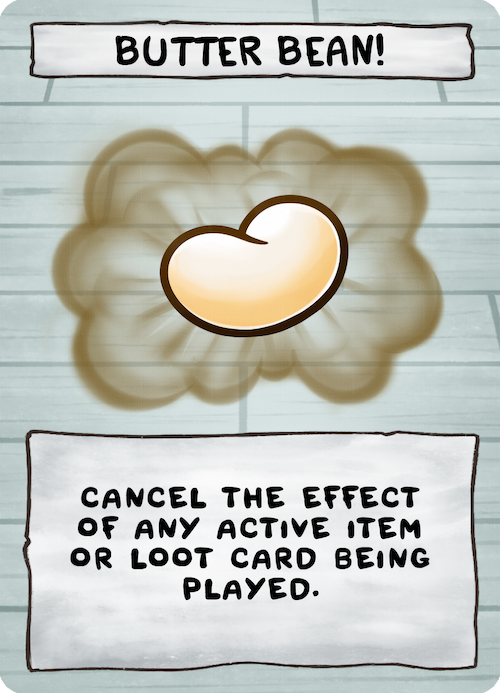 BUTTER BEAN!
CANCEL THE EFFECT
OF ANY ACTIVE ITEM
OR LOOT CARD BEING
PLAYED.